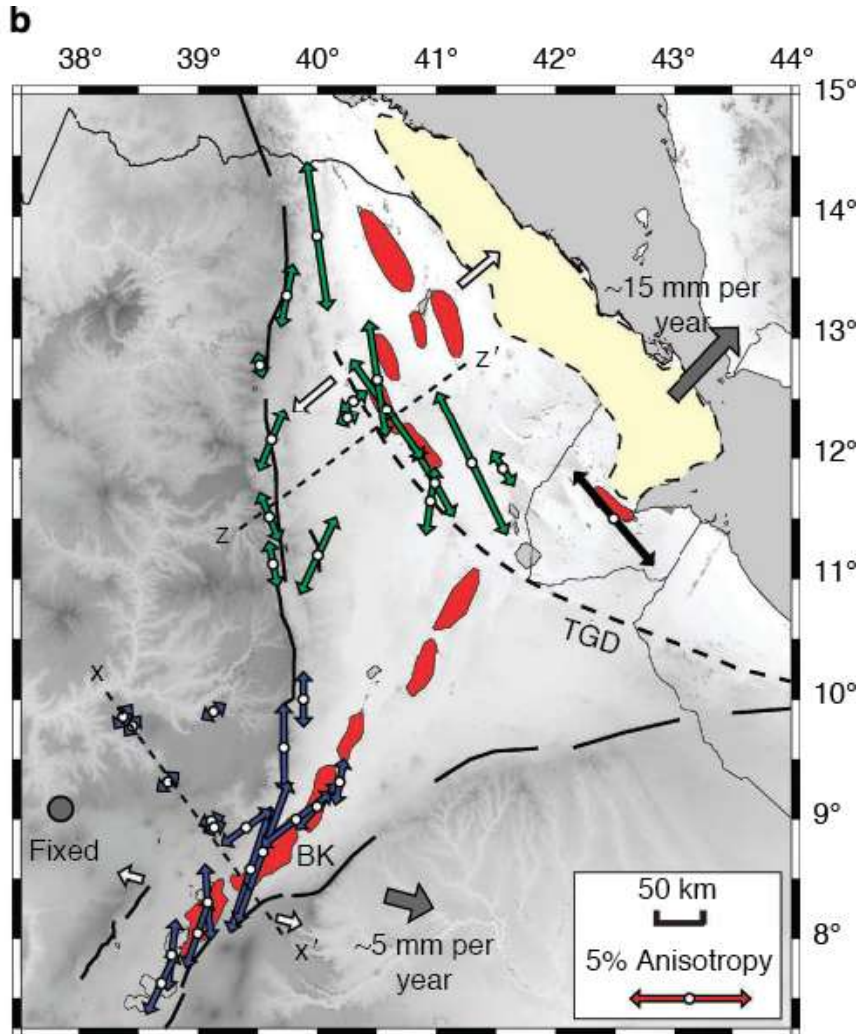 b
38° 39° 40° 41° 42° 43° 44°
15°
14°
~15 mm per
year
13°
z'
12°
z
11°
TGD
x
10°
9°
Fixed
BK
50 km
8°
x'
~5 mm per
year
5% Anisotropy